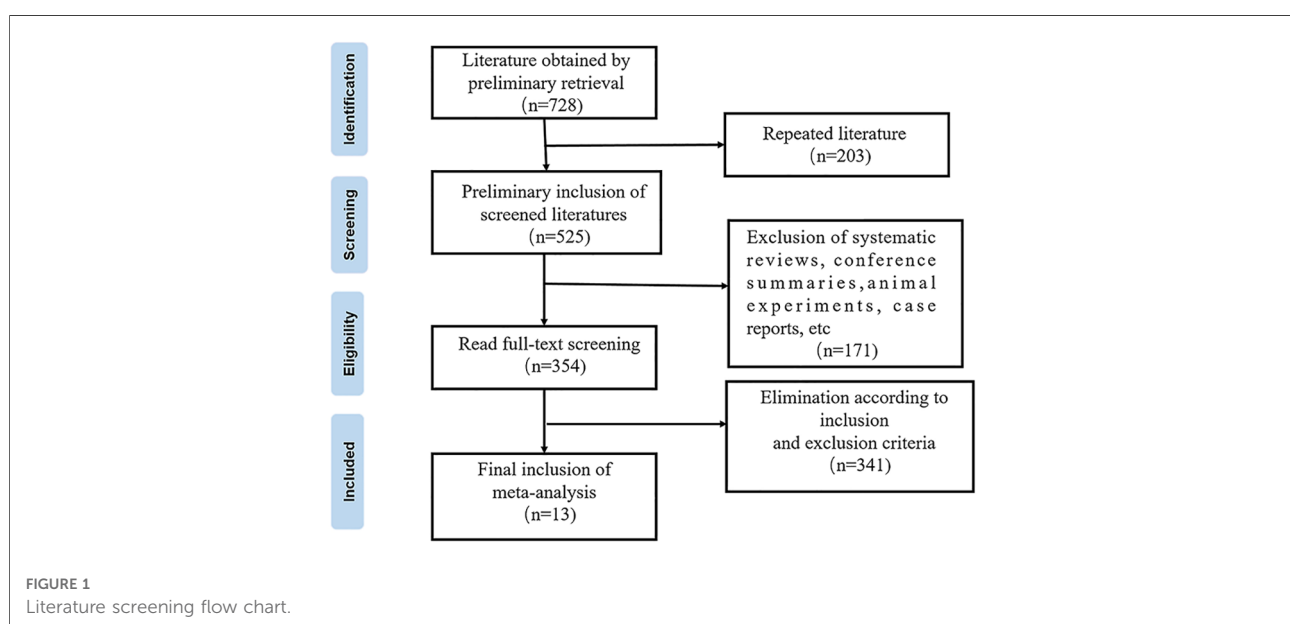 Identification
Literature obtained by
preliminary retrieval
(n=728)
Repeated literature
(n=203)
Screening
Preliminary inclusion of
screened literatures
(n=525)
Exclusion of systematic
reviews, conference
summaries,animal
experiments, case
reports, etc
(n=171)
Eligibility
Read full-text screening
(n=354)
Elimination according to
inclusion
and exclusion criteria
(n=341)
Included
Final inclusion of
meta-analysis
(n=13)
FIGURE 1
Literature screening flow chart.